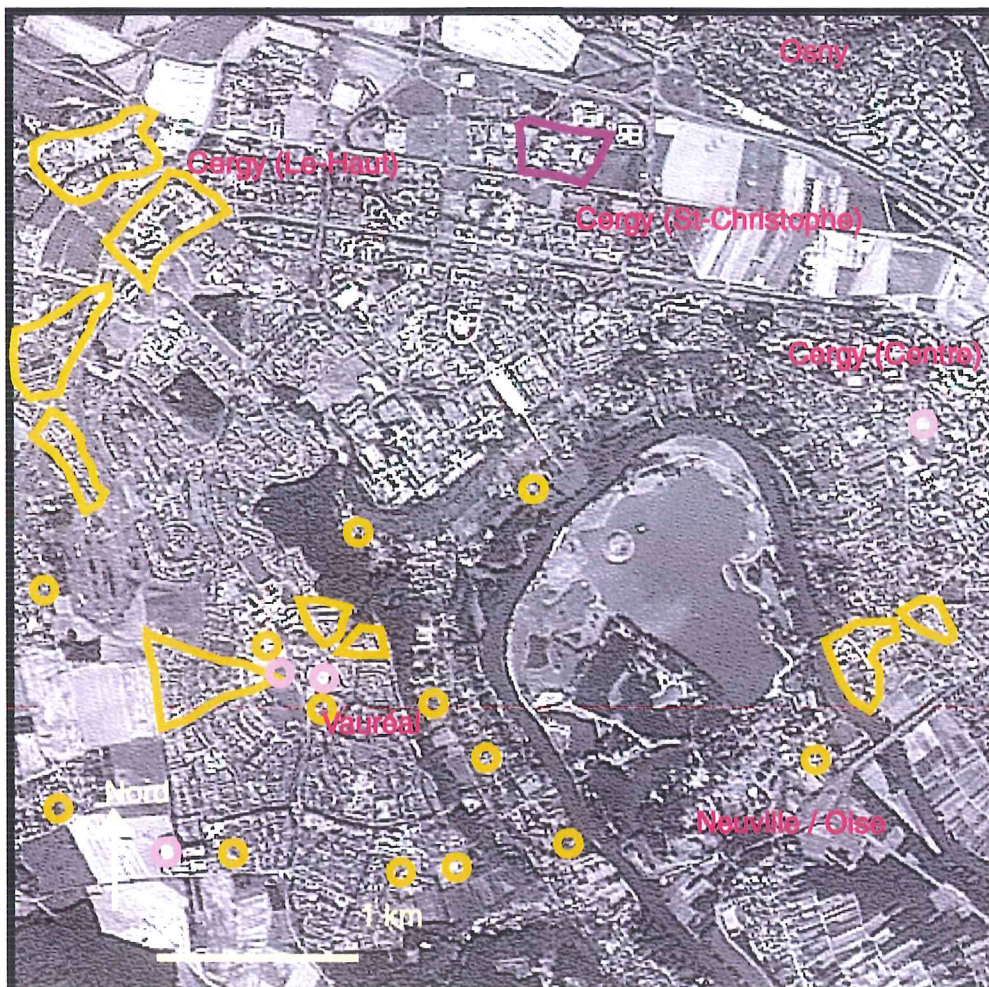 Osny
Cergy (Le-Haut)
Cergy (St-Christophe)
Cergy (Centre)
Vauréal
Nord
Neuville / Oise
1 km